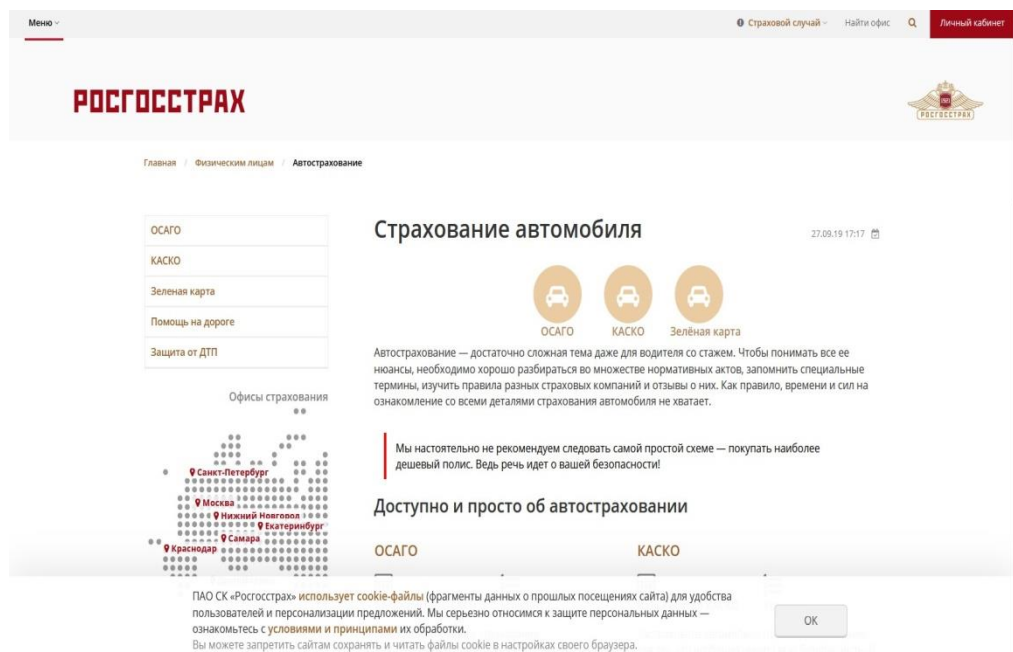 Меню
Страховой случай
Найти офис
Личный кабинет
РОСГОССТРАХ
1921
РОСГОССТРАХ
Главная / Физическим лицам / Автострахование
ОСАГО
КАСКО
Зеленая карта
Помощь на дороге
Защита от ДТП
Офисы страхования
Санкт-Петербург
Москва
Нижний Новгород
Екатеринбург
Самара
Краснодар
Страхование автомобиля
27.09.19 17:17
ОСАГО
КАСКО
Зелёная карта
Автострахование — достаточно сложная тема даже для водителя со стажем. Чтобы понимать все ее
нюансы, необходимо хорошо разбираться во множестве нормативных актов, запомнить специальные
термины, изучить правила разных страховых компаний и отзывы о них. Как правило, времени и сил на
ознакомление со всеми деталями страхования автомобиля не хватает.
Мы настоятельно не рекомендуем следовать самой простой схеме — покупать наиболее
дешевый полис. Ведь речь идет о вашей безопасности!
Доступно и просто об автостраховании
ОСАГО
КАСКО
ПАО СК «Росгосстрах» использует cookie-файлы (фрагменты данных о прошлых посещениях сайта) для удобства
пользователей и персонализации предложений. Мы серьезно относимся к защите персональных данных —
ознакомьтесь с условиями и принципами их обработки.
Вы можете запретить сайтам сохранять и читать файлы cookie в настройках своего браузера.
ОК